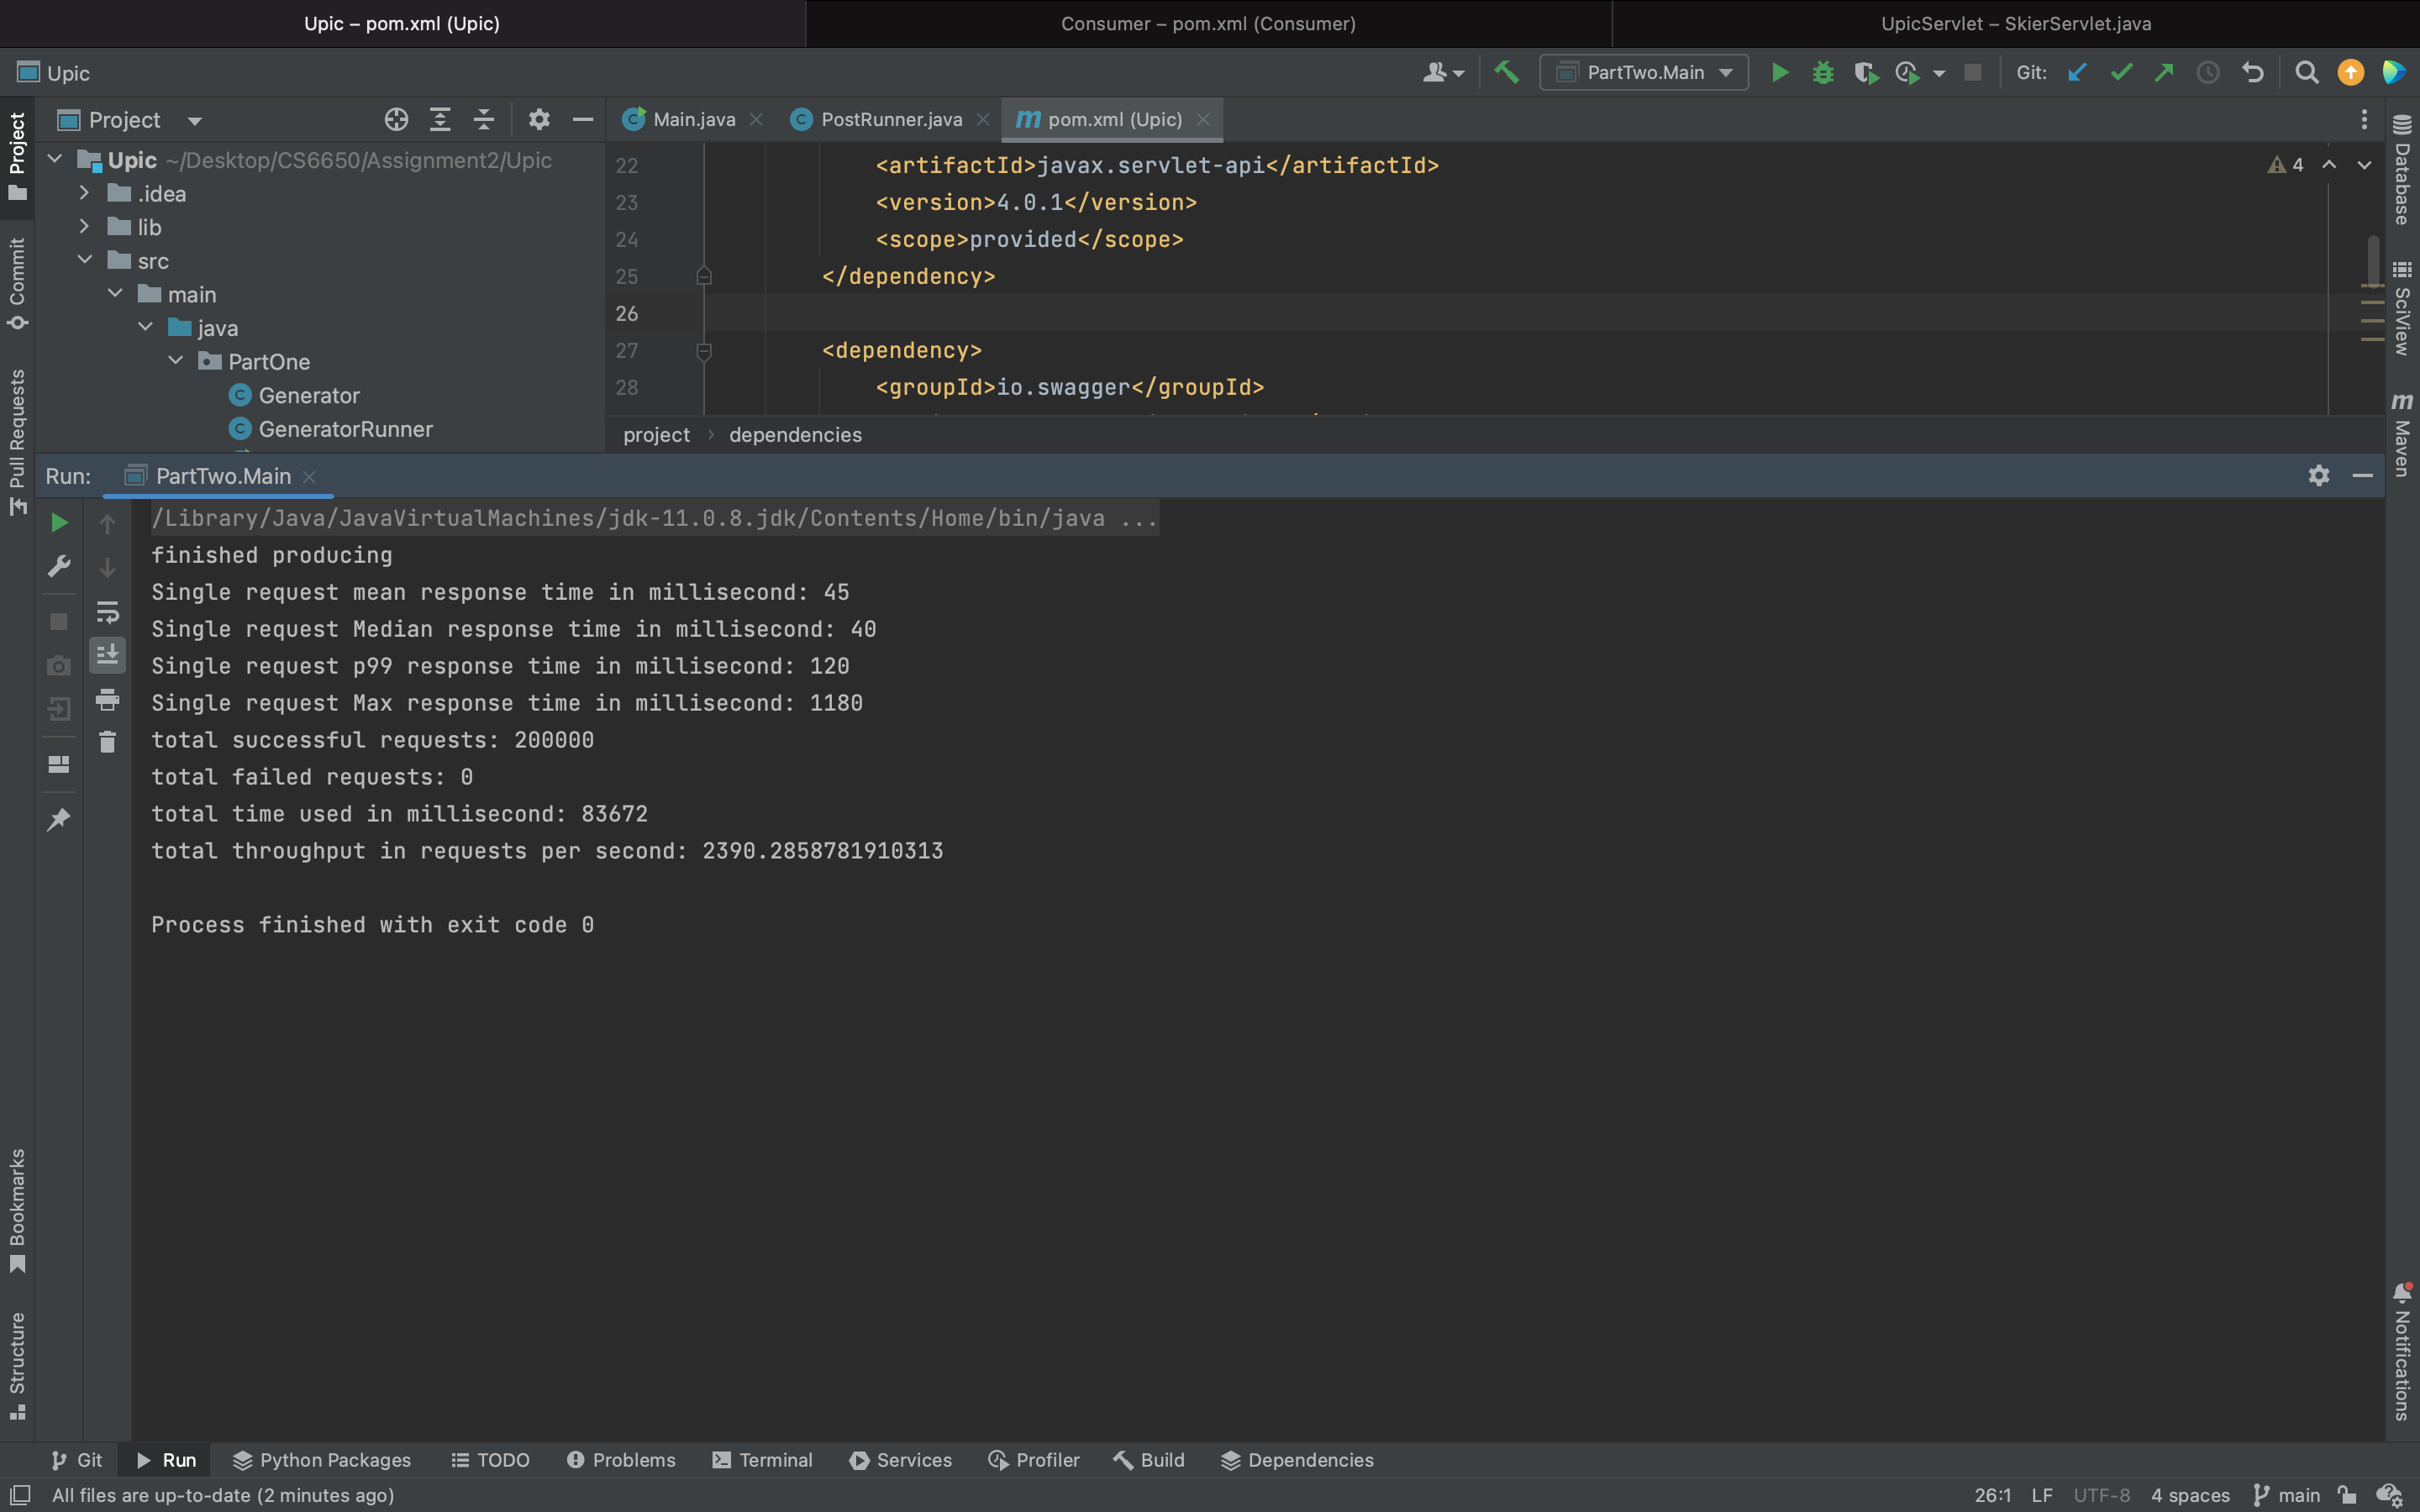 Upic – pom.xml (Upic)
Consumer – pom.xml (Consumer)
UpicServlet – SkierServlet.java
Upic
PartTwo.Main
Git:
Project
Main.java
PostRunner.java
m pom.xml (Upic)
Upic ~/Desktop/CS6650/Assignment2/Upic
.idea
lib
src
main
java
PartOne
Generator
GeneratorRunner
22 <artifactId>javax.servlet-api</artifactId>
23 <version>4.0.1</version>
24 <scope>provided</scope>
25 </dependency>
26
27 <dependency>
28 <groupId>io.swagger</groupId>
4
project › dependencies
Run: PartTwo.Main
/Library/Java/JavaVirtualMachines/jdk-11.0.8.jdk/Contents/Home/bin/java ...
finished producing
Single request mean response time in millisecond: 45
Single request Median response time in millisecond: 40
Single request p99 response time in millisecond: 120
Single request Max response time in millisecond: 1180
total successful requests: 200000
total failed requests: 0
total time used in millisecond: 83672
total throughput in requests per second: 2390.2858781910313
Process finished with exit code 0
Project
Commit
Pull Requests
Bookmarks
Structure
Database
SciView
m Maven
Notifications
Git
Run
Python Packages
TODO
Problems
Terminal
Services
Profiler
Build
Dependencies
All files are up-to-date (2 minutes ago)
26:1 LF UTF-8 4 spaces main